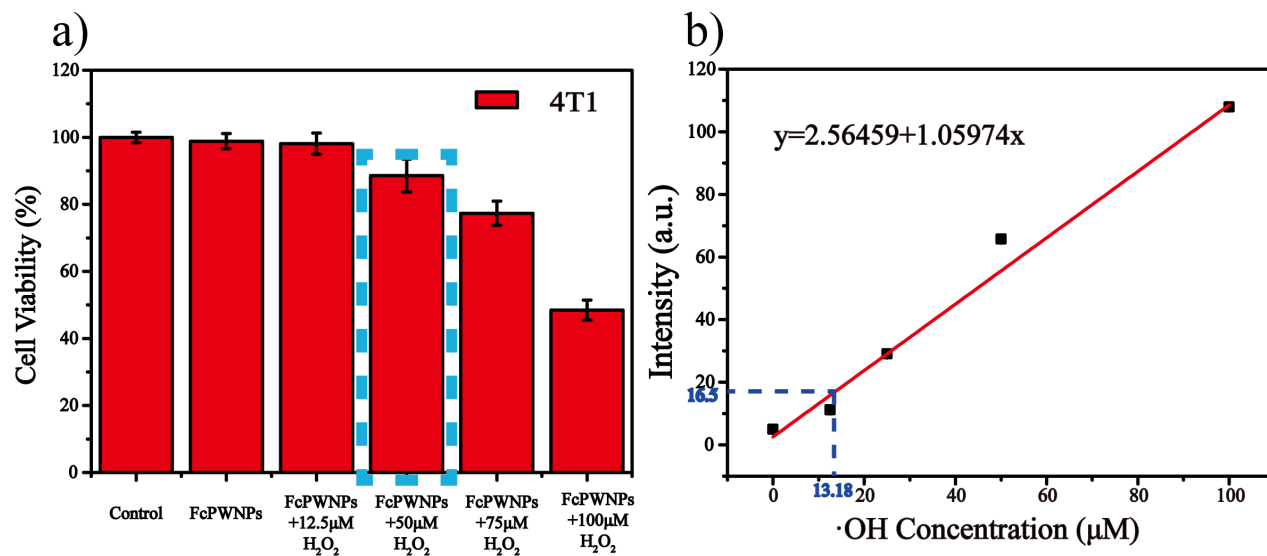 a)
Cell Viability (%)
120
100
80
60
40
20
0
4T1
Control
FcPWNPs
FcPWNPs
+12.5μM
H₂O₂
FcPWNPs
+50μM
H₂O₂
FcPWNPs
+75μM
H₂O₂
FcPWNPs
+100μM
H₂O₂
b)
Intensity (a.u.)
120
100
80
60
40
20
0
16.5
y=2.56459+1.05974x
0
13.18
20
40
60
80
100
·OH Concentration (μM)